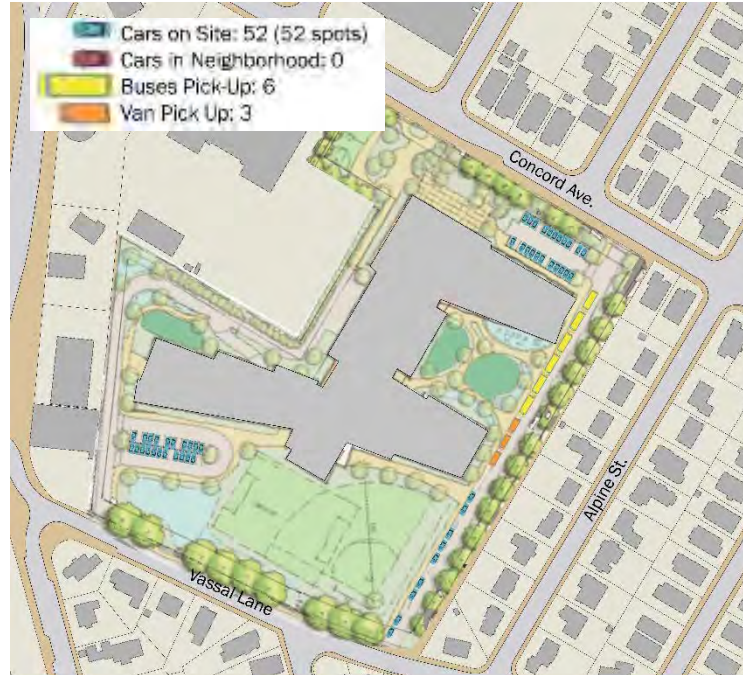 Cars on Site: 52 (52 spots)
Cars in Neighborhood: 0
Buses Pick-Up: 6
Van Pick Up: 3
Concord Ave.
Alpine St.
Vassal Lane